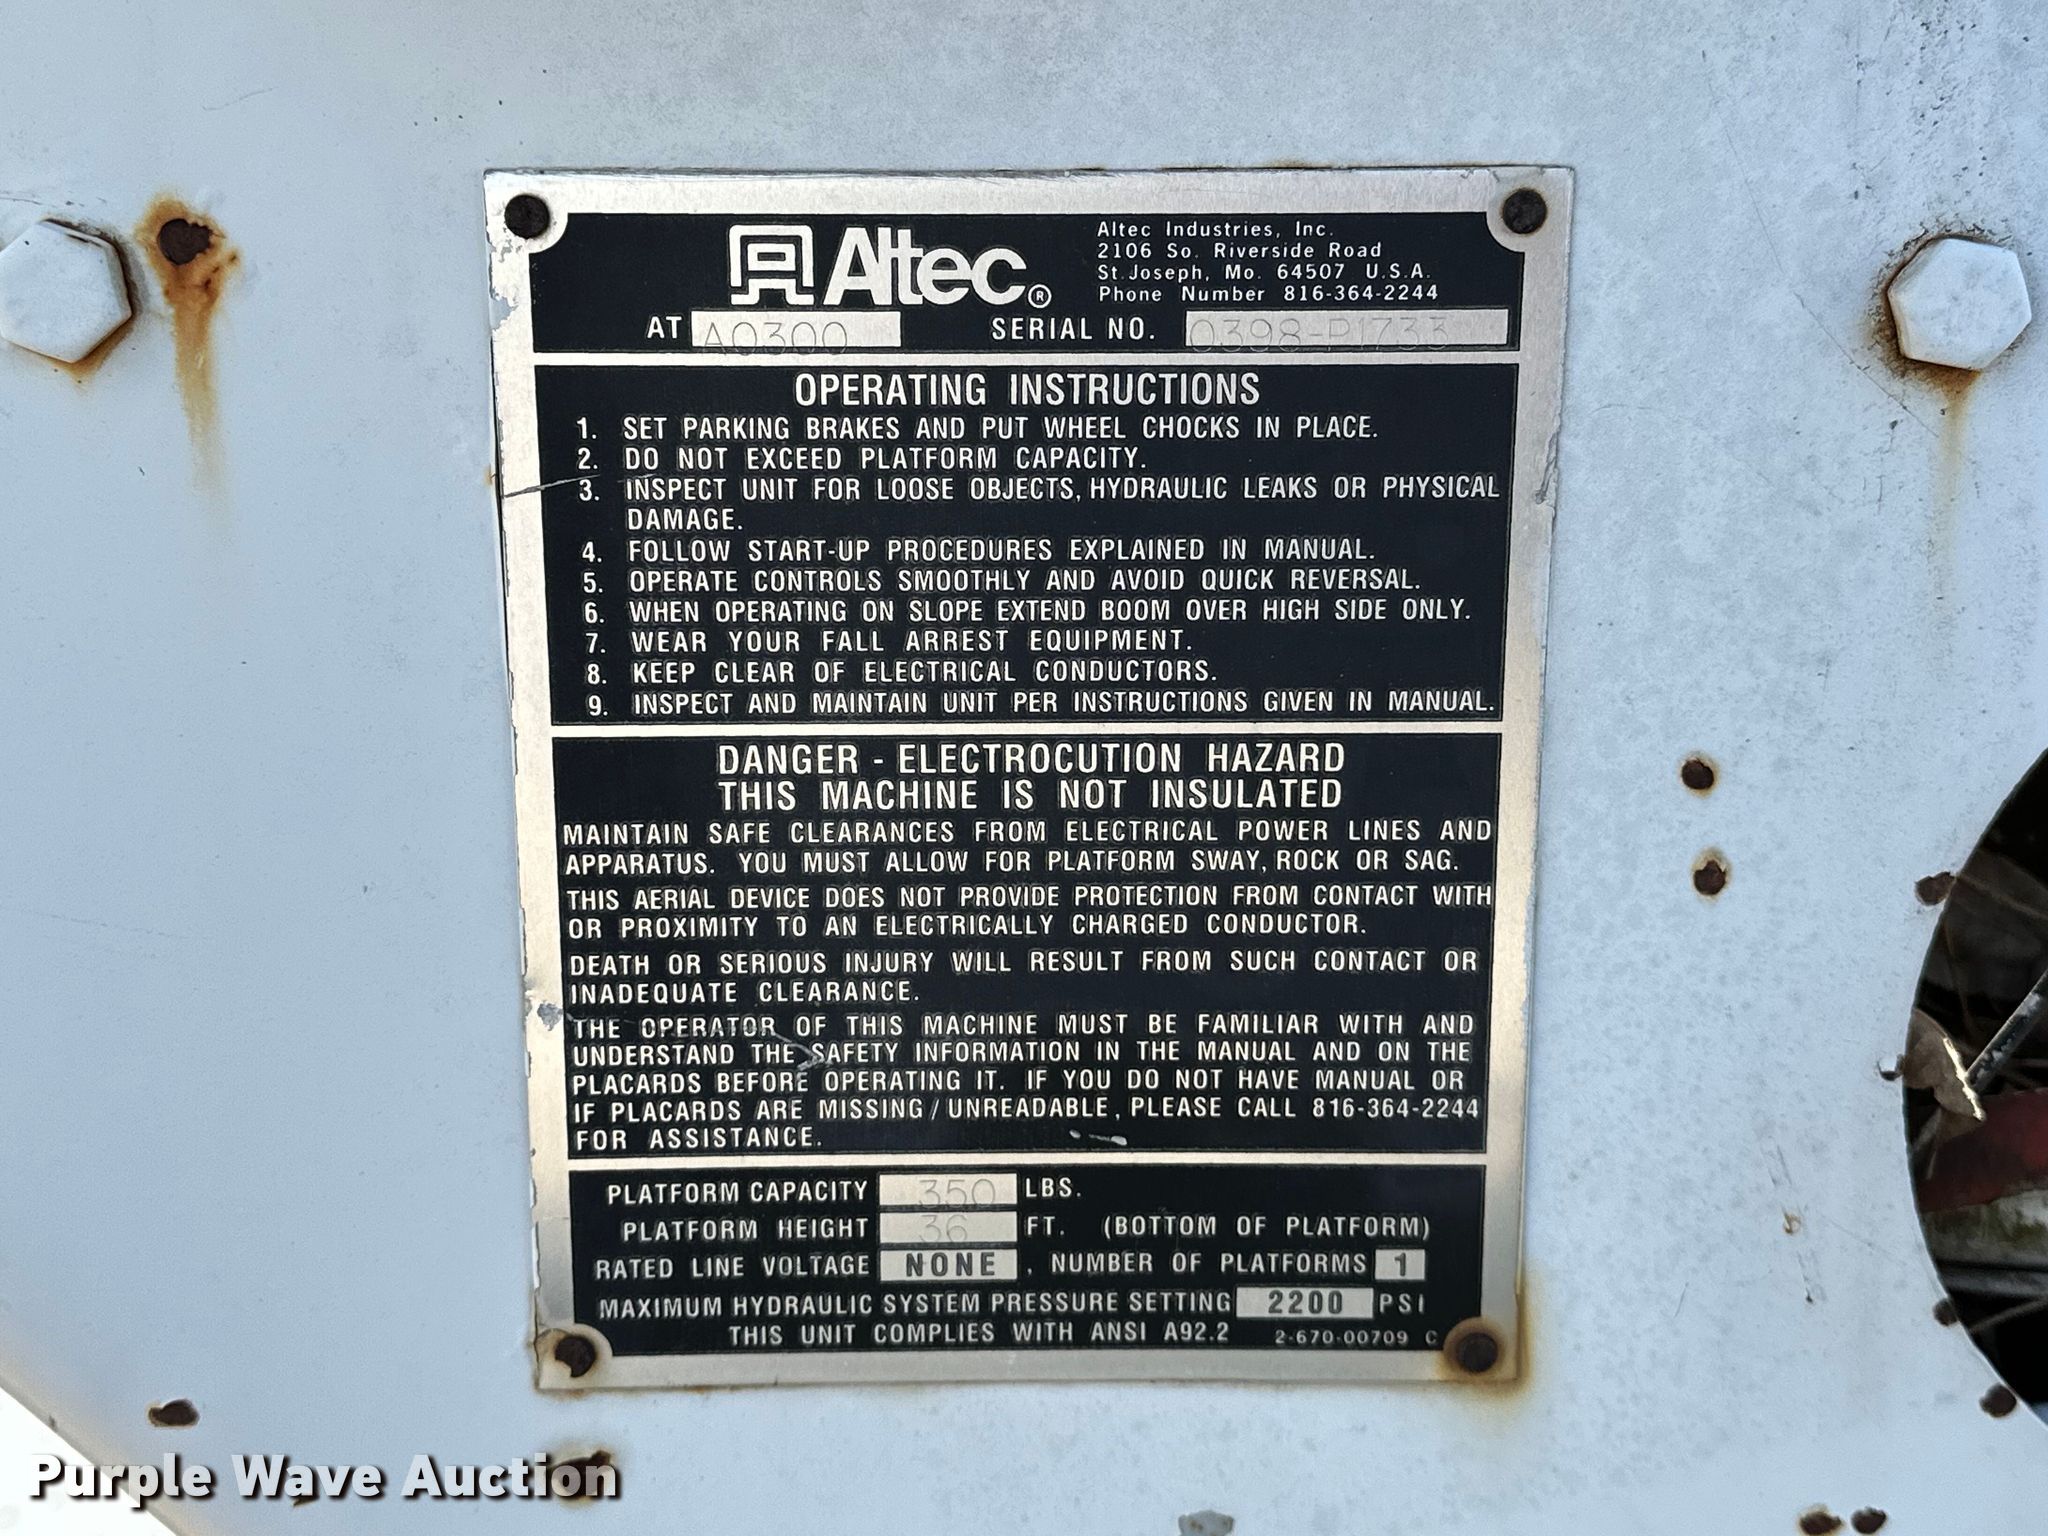 Altec®
Altec Industries, Inc.
2106 So. Riverside Road
St. Joseph, Mo. 64507 U.S.A.
Phone Number 816-364-2244
AT A0300 SERIAL NO. 0398-P1733
OPERATING INSTRUCTIONS
1. SET PARKING BRAKES AND PUT WHEEL CHOCKS IN PLACE.
2. DO NOT EXCEED PLATFORM CAPACITY.
3. INSPECT UNIT FOR LOOSE OBJECTS, HYDRAULIC LEAKS OR PHYSICAL
DAMAGE.
4. FOLLOW START-UP PROCEDURES EXPLAINED IN MANUAL.
5. OPERATE CONTROLS SMOOTHLY AND AVOID QUICK REVERSAL.
6. WHEN OPERATING ON SLOPE EXTEND BOOM OVER HIGH SIDE ONLY.
7. WEAR YOUR FALL ARREST EQUIPMENT.
8. KEEP CLEAR OF ELECTRICAL CONDUCTORS.
9. INSPECT AND MAINTAIN UNIT PER INSTRUCTIONS GIVEN IN MANUAL.
DANGER - ELECTROCUTION HAZARD
THIS MACHINE IS NOT INSULATED
MAINTAIN SAFE CLEARANCES FROM ELECTRICAL POWER LINES AND
APPARATUS. YOU MUST ALLOW FOR PLATFORM SWAY, ROCK OR SAG.
THIS AERIAL DEVICE DOES NOT PROVIDE PROTECTION FROM CONTACT WITH
OR PROXIMITY TO AN ELECTRICALLY CHARGED CONDUCTOR.
DEATH OR SERIOUS INJURY WILL RESULT FROM SUCH CONTACT OR
INADEQUATE CLEARANCE.
THE OPERATOR OF THIS MACHINE MUST BE FAMILIAR WITH AND
UNDERSTAND THE SAFETY INFORMATION IN THE MANUAL AND ON THE
PLACARDS BEFORE OPERATING IT. IF YOU DO NOT HAVE MANUAL OR
IF PLACARDS ARE MISSING/UNREADABLE, PLEASE CALL 816-364-2244
FOR ASSISTANCE.
PLATFORM CAPACITY 350 LBS.
PLATFORM HEIGHT 36 FT. (BOTTOM OF PLATFORM)
RATED LINE VOLTAGE NONE, NUMBER OF PLATFORMS 1
MAXIMUM HYDRAULIC SYSTEM PRESSURE SETTING 2200 PSI
THIS UNIT COMPLIES WITH ANSI A92.2 2-670-00709 C
Purple Wave Auction